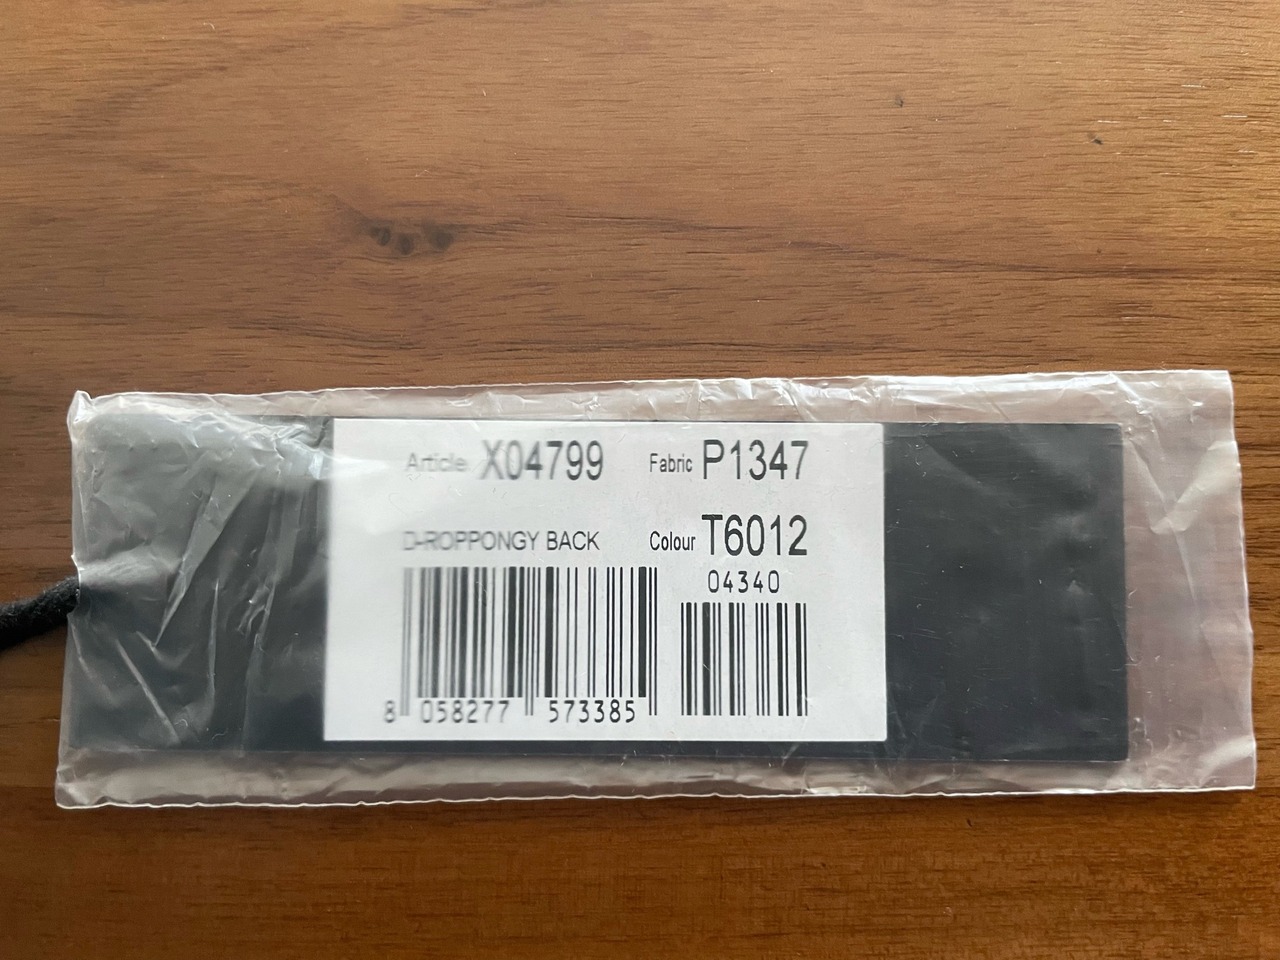 Article X04799 Fabric P1347
D-ROPPONGY BACK Colour T6012
04340
8 058277 573385